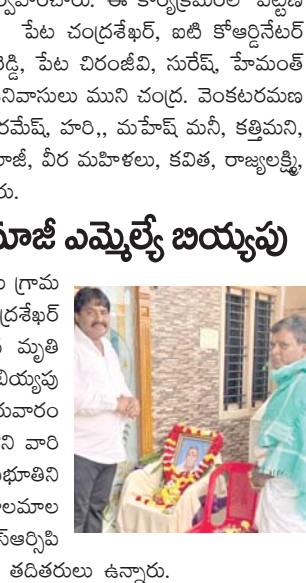 ర్వహించారు. ఈ కార్యక్రమంలో పట్టణ
పేట చంద్రశేఖర్, ఐటి కోఆర్డినేటర్
రెడ్డి, పేట చిరంజీవి, సురేష్, హేమంత్
నివాసులు ముని చంద్ర. వెంకటరమణ
రమేష్, హరి,, మహేష్ మనీ, కత్తిమని,
ాజీ, వీర మహిళలు, కవిత, రాజ్యలక్ష్మి,
రు.
మాజీ ఎమ్మెల్యే బియ్యపు
గ్రామ
ద్రశేఖర్
మృతి
బియ్యపు
రువారం
ని వారి
భూతిని
లమాల
స్ఆర్సిపి
తదితరులు ఉన్నారు.